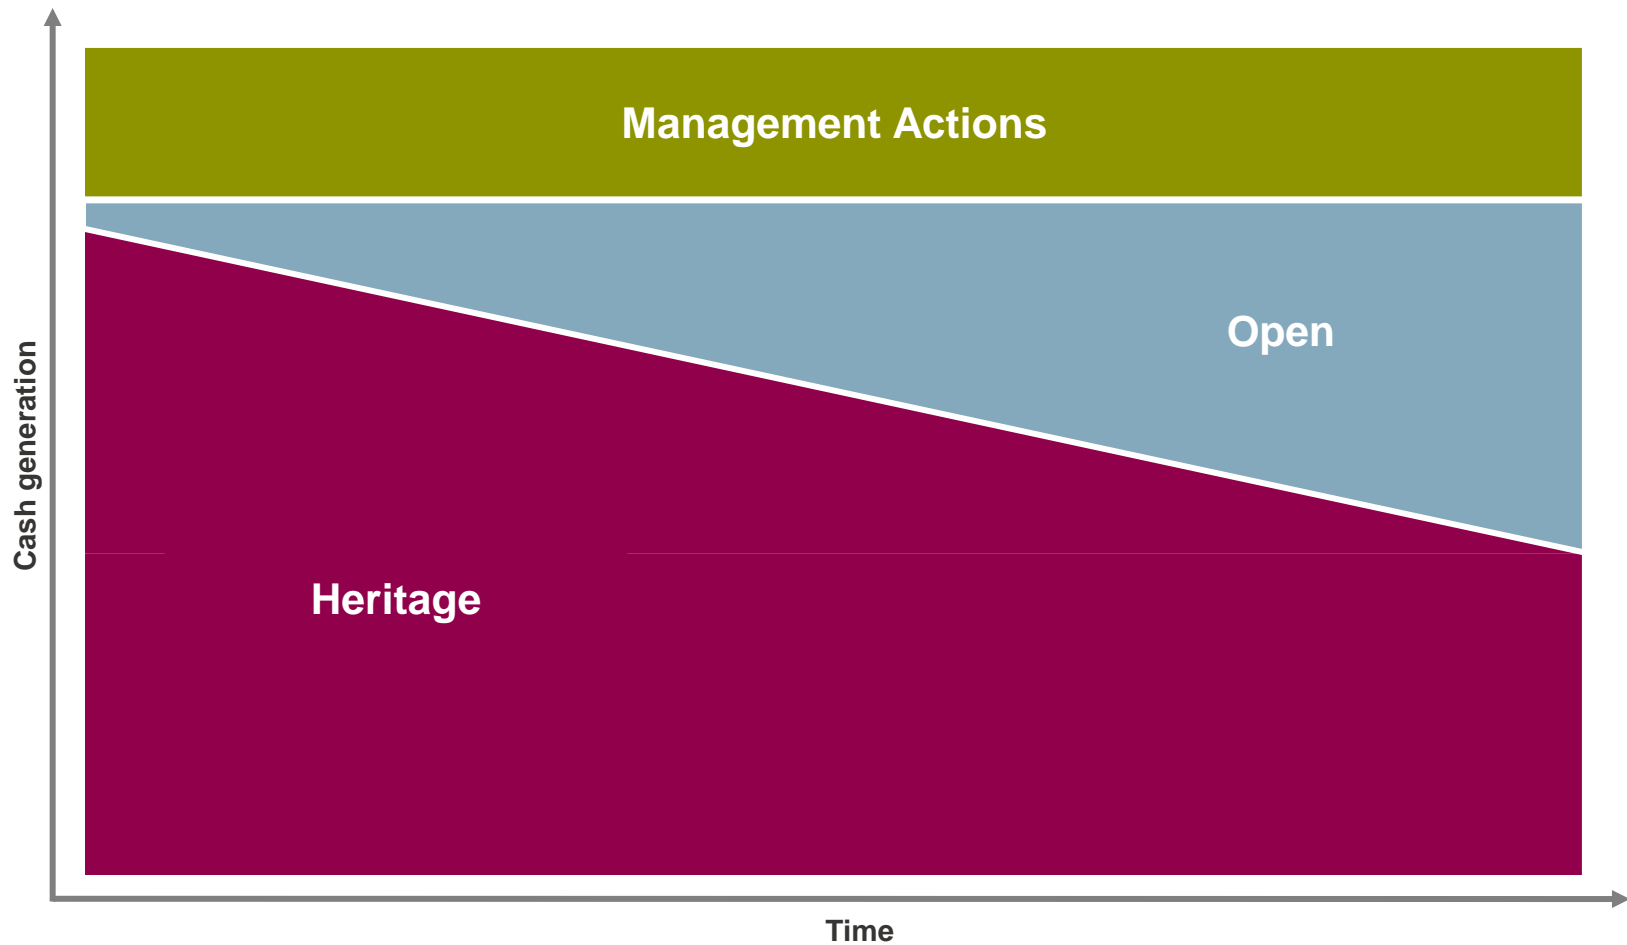 Management Actions
Open
Heritage
Cash generation
Time